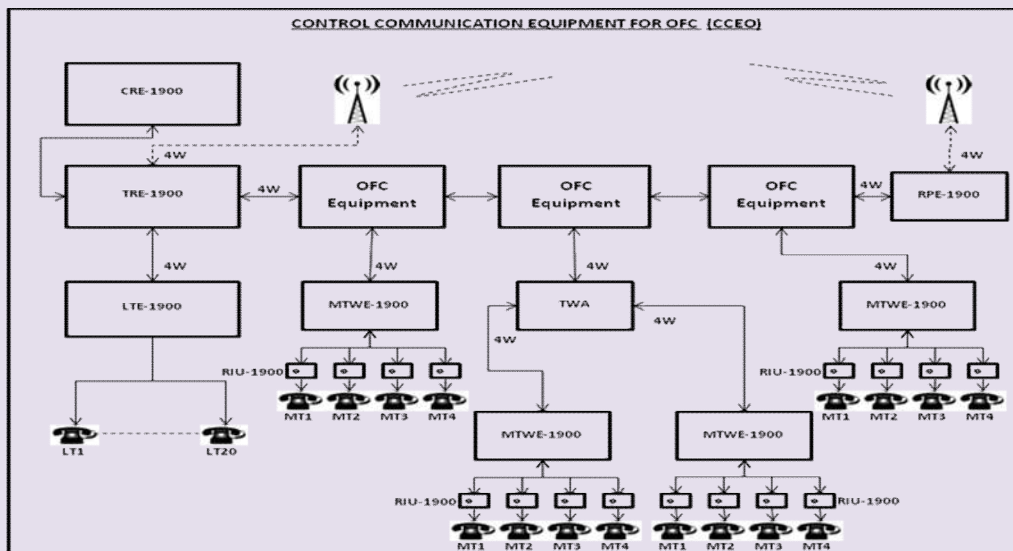 CONTROL COMMUNICATION EQUIPMENT FOR OFC (CCEO)
CRE-1900
4W
4W
TRE-1900
4W
OFC Equipment
OFC Equipment
OFC Equipment
4W
RPE-1900
4W
4W
4W
4W
LTE-1900
MTWE-1900
TWA
MTWE-1900
4W
4W
RIU-1900
RIU-1900
MT1 MT2 MT3 MT4
MT1 MT2 MT3 MT4
LT1
LT20
MTWE-1900
MTWE-1900
RIU-1900
RIU-1900
MT1 MT2 MT3 MT4
MT1 MT2 MT3 MT4